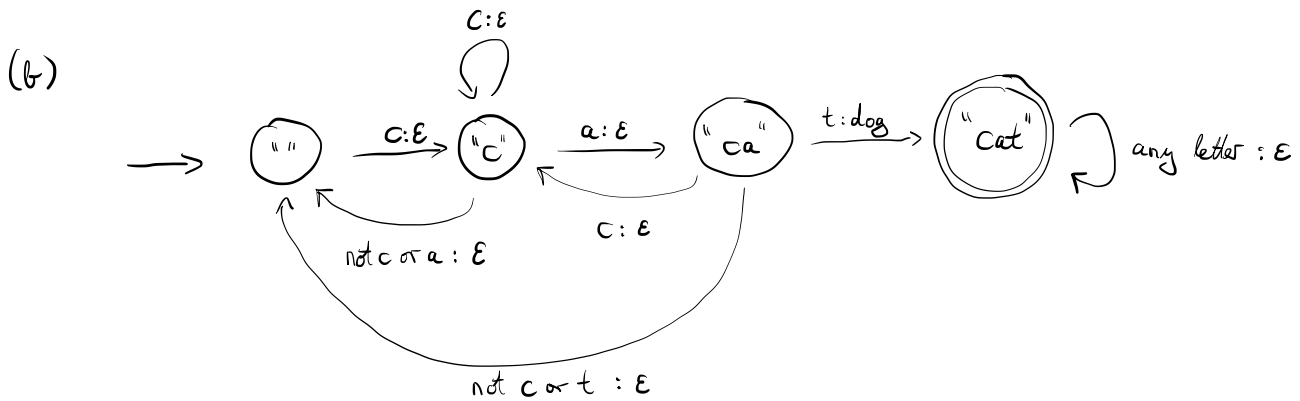 C:ε
(b)
" "
C:ε
"c"
a:ε
"ca"
t:dog
"cat"
any letter : ε
C: ε
not c or a : ε
not c or t : ε